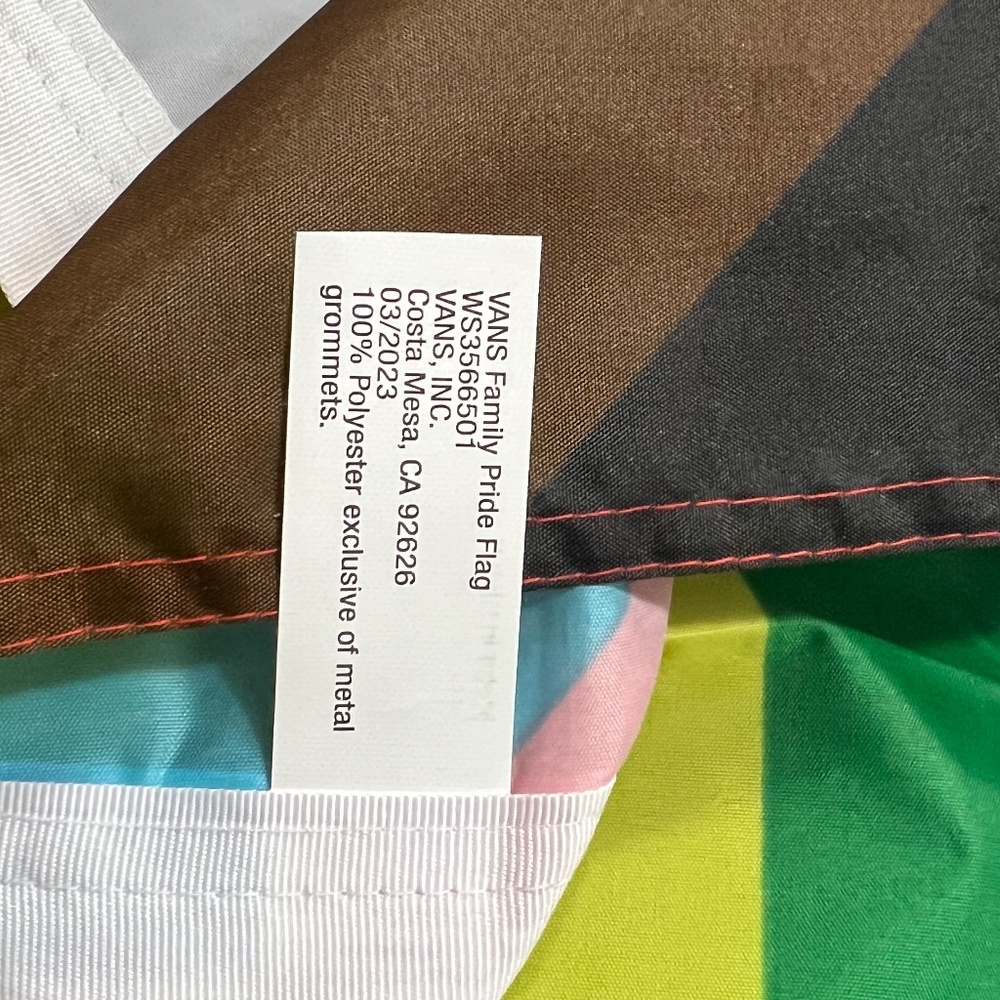 VANS Family Pride Flag
WS3566501
VANS, INC.
Costa Mesa, CA 92626
03/2023
100% Polyester exclusive of metal
grommets.